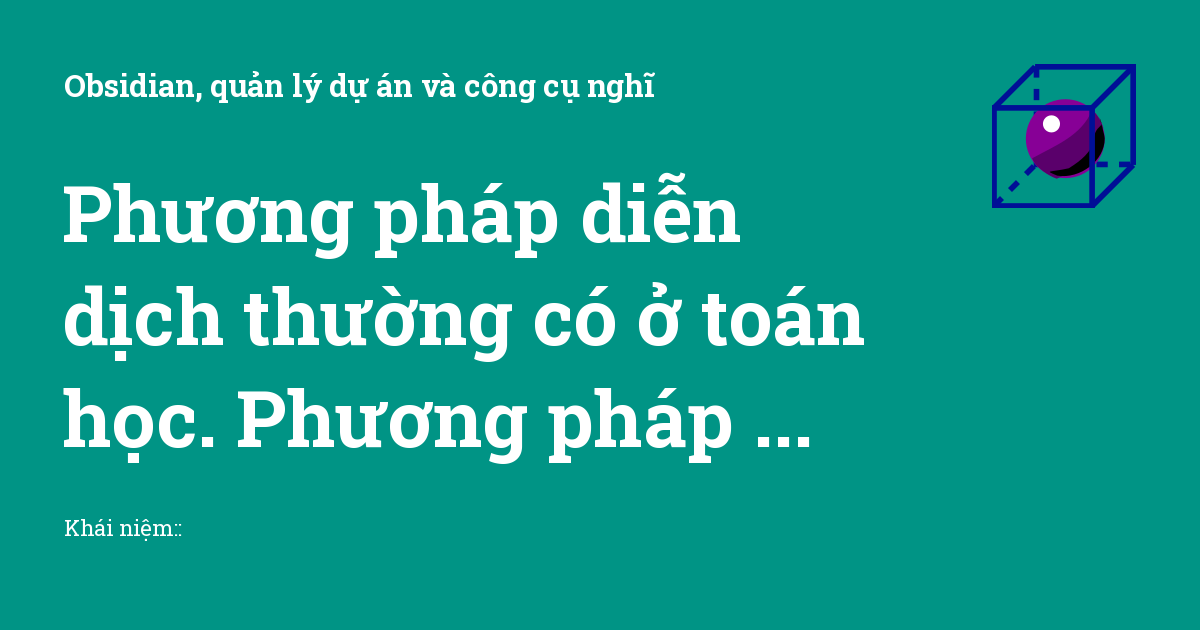 Obsidian, quản lý dự án và công cụ nghĩ
Phương pháp diễn
dịch thường có ở toán
học. Phương pháp ...
Khái niệm::